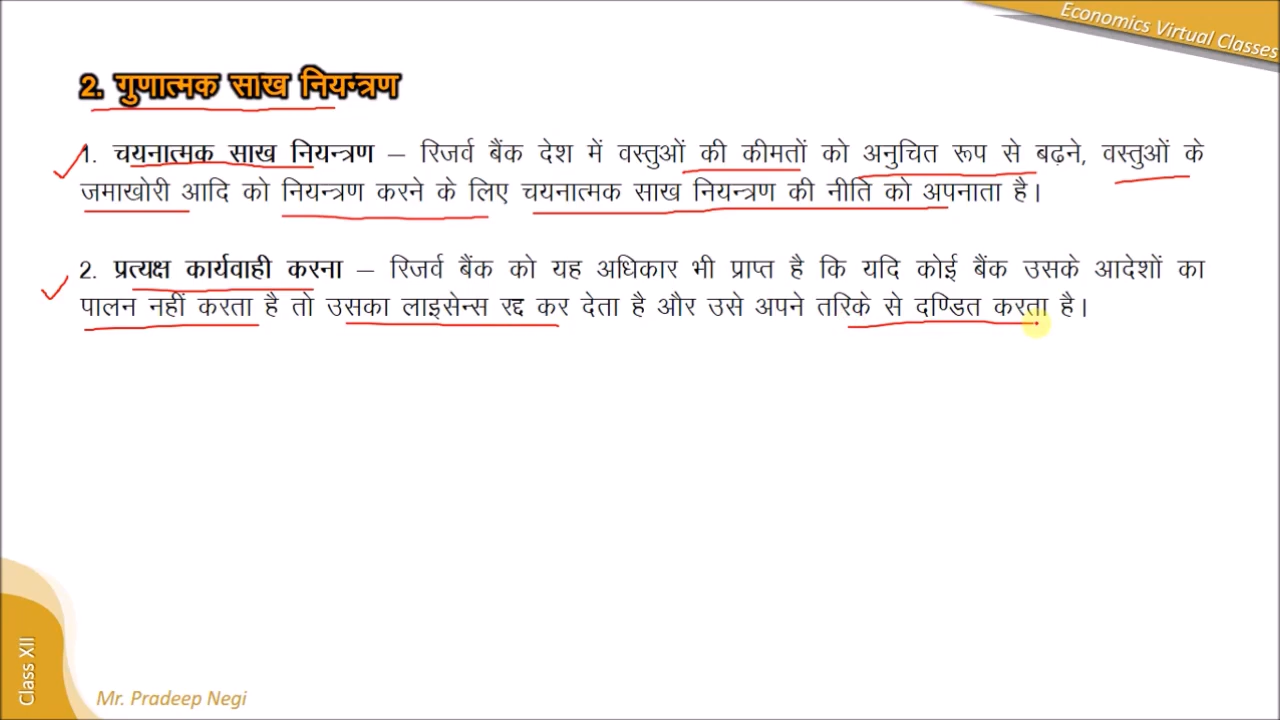 Economics Virtual Classes
2. गुणात्मक साख नियन्त्रण
1. चयनात्मक साख नियन्त्रण – रिजर्व बैंक देश में वस्तुओं की कीमतों को अनुचित रूप से बढ़ने, वस्तुओं के
जमाखोरी आदि को नियन्त्रण करने के लिए चयनात्मक साख नियन्त्रण की नीति को अपनाता है।
2. प्रत्यक्ष कार्यवाही करना – रिजर्व बैंक को यह अधिकार भी प्राप्त है कि यदि कोई बैंक उसके आदेशों का
पालन नहीं करता है तो उसका लाइसेन्स रद्द कर देता है और उसे अपने तरिके से दण्डित करता है।
Class XII
Mr. Pradeep Negi